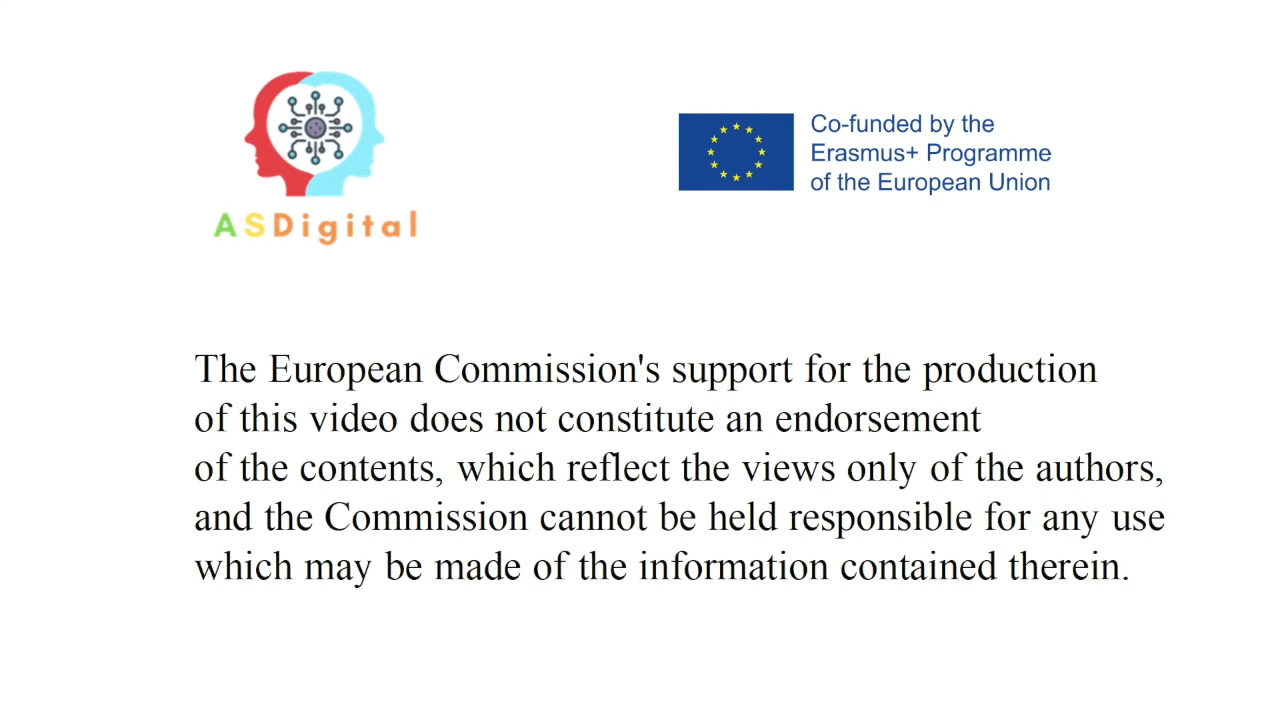 ASDigital
Co-funded by the
Erasmus+ Programme
of the European Union
The European Commission's support for the production
of this video does not constitute an endorsement
of the contents, which reflect the views only of the authors,
and the Commission cannot be held responsible for any use
which may be made of the information contained therein.